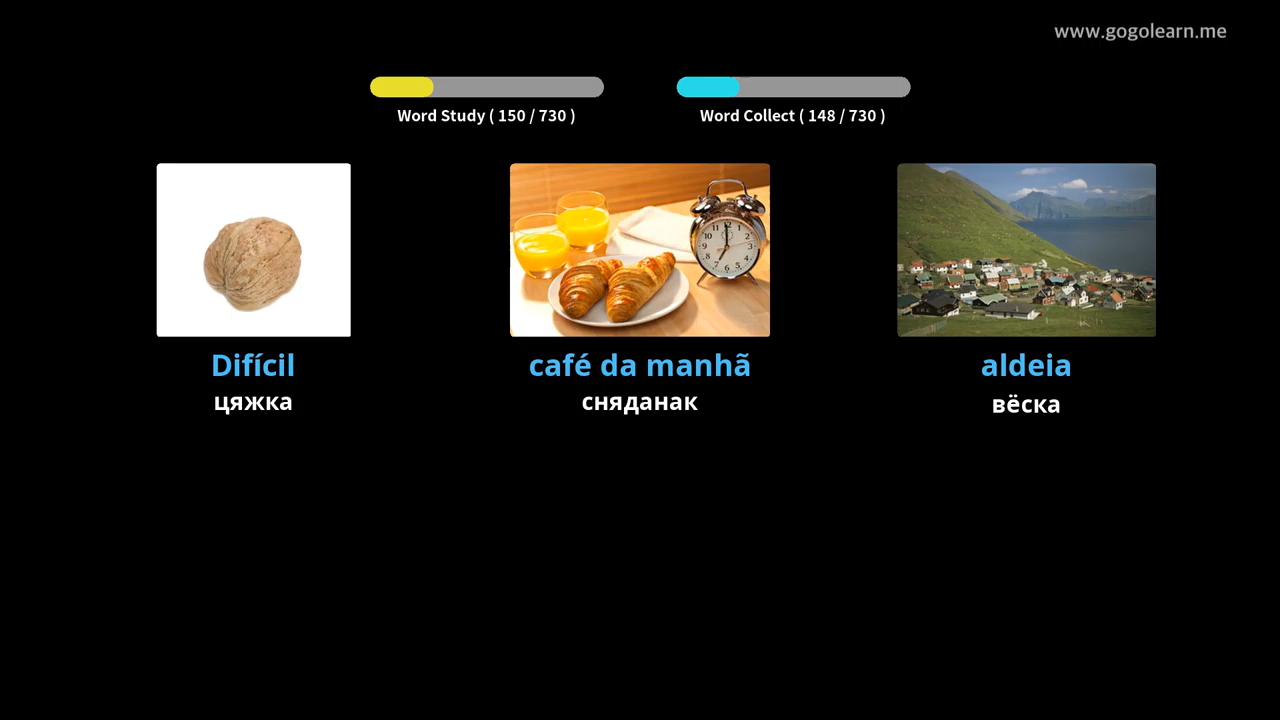 www.gogolearn.me
Word Study ( 150 / 730 )
Word Collect ( 148 / 730 )
Difícil
café da manhã
aldeia
цяжка
сняданак
вёска